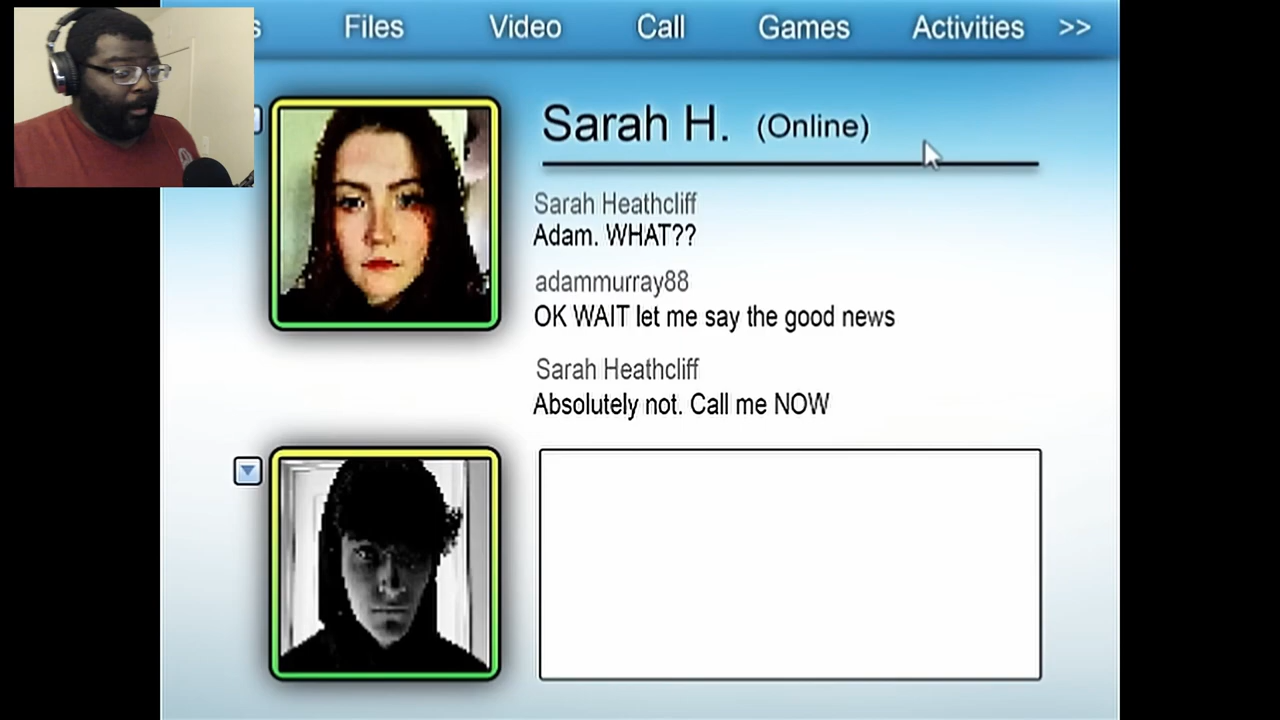 s Files Video Call Games Activities >>
Sarah H. (Online)
Sarah Heathcliff
Adam. WHAT??
adammurray88
OK WAIT let me say the good news
Sarah Heathcliff
Absolutely not. Call me NOW